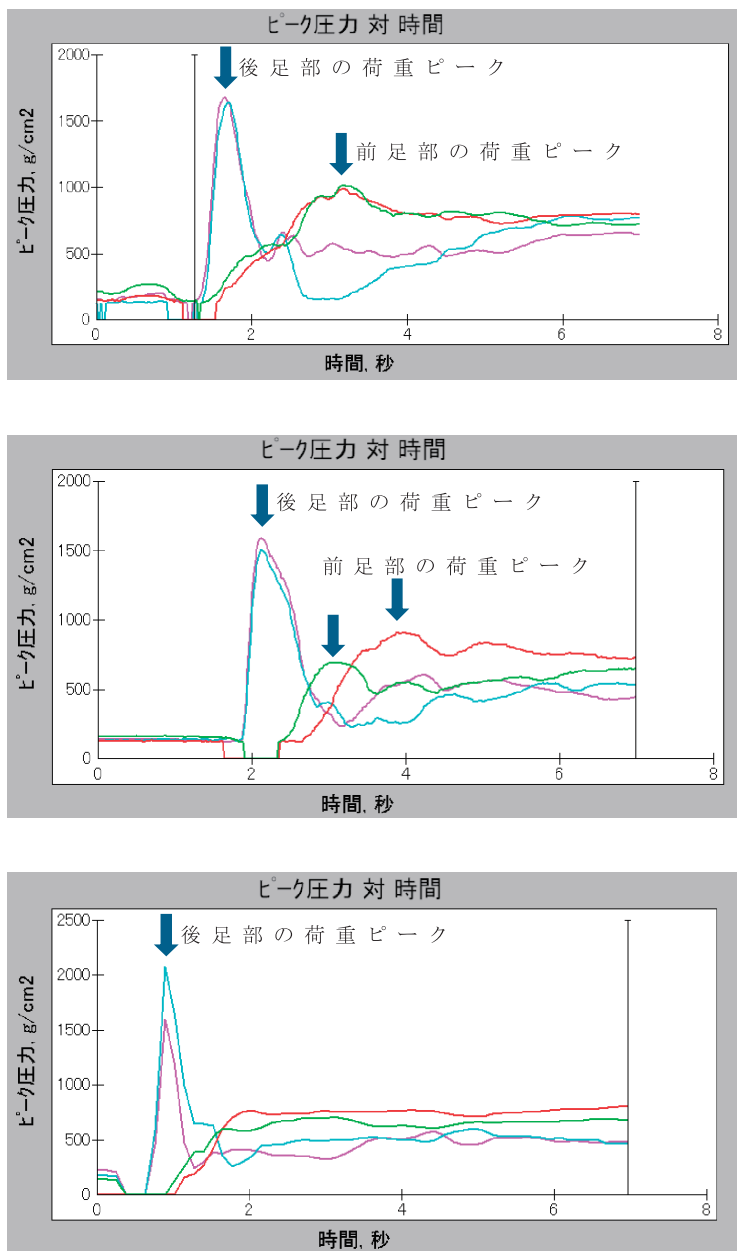 ピーク圧力 対 時間
2000
後足部の荷重ピーク
1500
前足部の荷重ピーク
1000
500
0
ピーク圧力, g/cm2
0 2 4 6 8
時間, 秒
ピーク圧力 対 時間
2000
後足部の荷重ピーク
1500
前足部の荷重ピーク
1000
500
0
ピーク圧力, g/cm2
0 2 4 6 8
時間, 秒
ピーク圧力 対 時間
2500
後足部の荷重ピーク
2000
1500
1000
500
0
ピーク圧力, g/cm2
0 2 4 6 8
時間, 秒